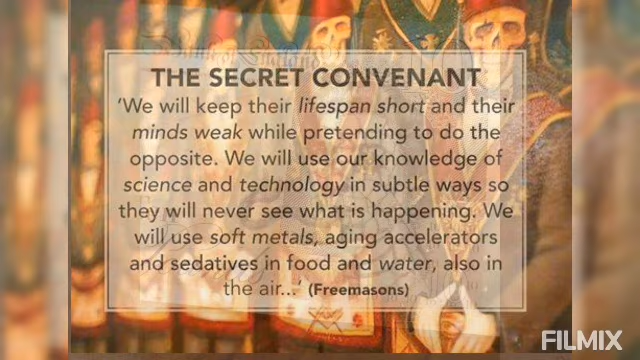 THE SECRET CONVENANT
'We will keep their lifespan short and their
minds weak while pretending to do the
opposite. We will use our knowledge of
science and technology in subtle ways so
they will never see what is happening. We
will use soft metals, aging accelerators
and sedatives in food and water, also in
the air...' (Freemasons)
FILMIX